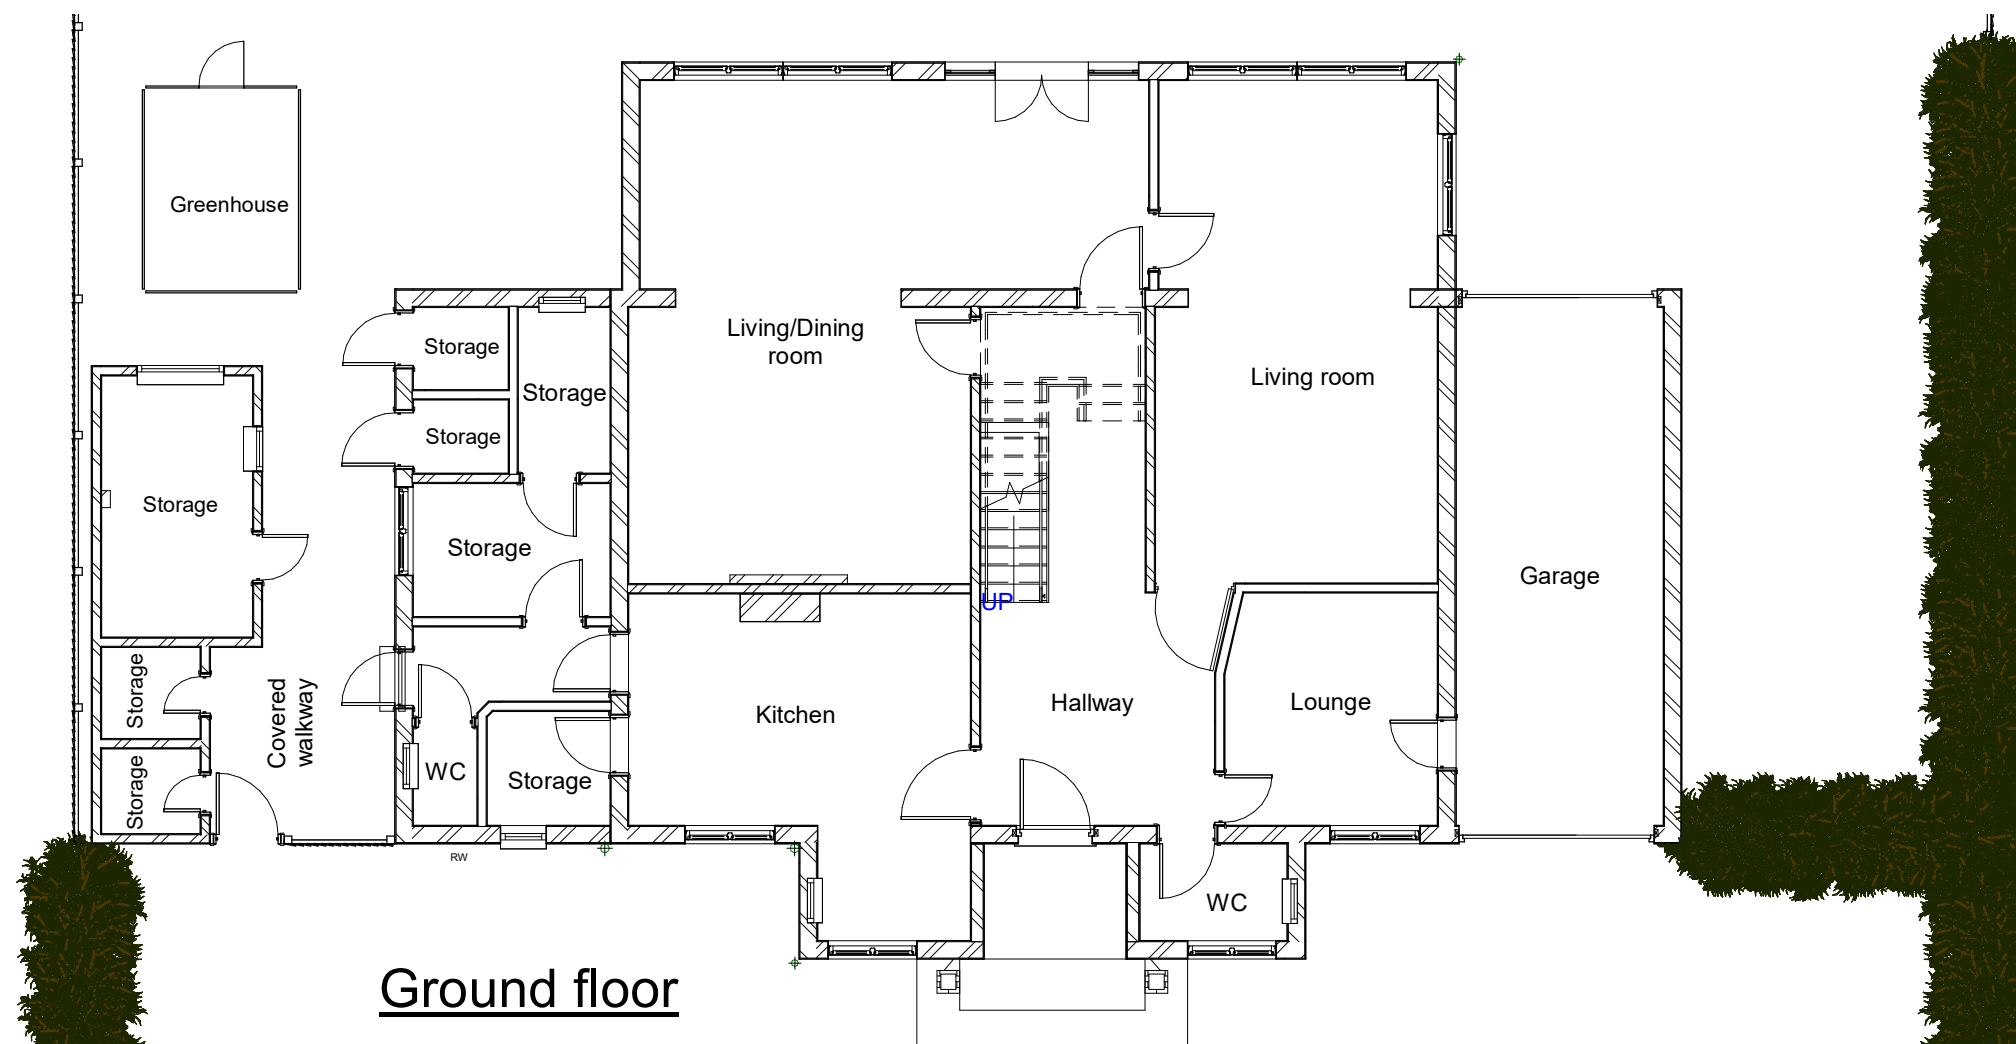 Greenhouse
Living/Dining
room
Storage
Storage
Living room
Storage
Storage
Storage
Garage
UP
Storage
Covered
walkway
Hallway
Lounge
Kitchen
WC
Storage
Storage
RW
WC
Ground floor